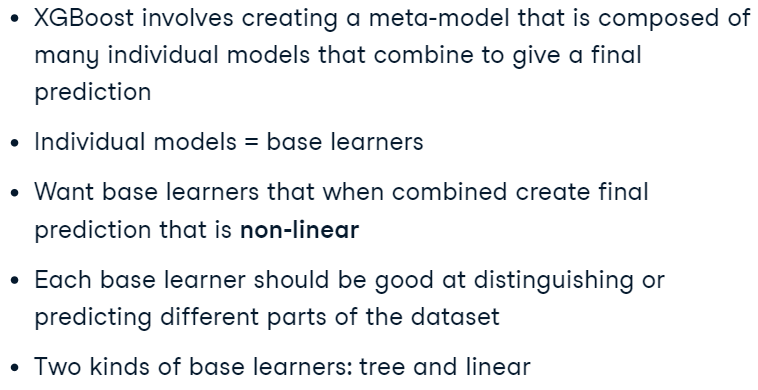 • XGBoost involves creating a meta-model that is composed of
many individual models that combine to give a final
prediction
• Individual models = base learners
• Want base learners that when combined create final
prediction that is non-linear
• Each base learner should be good at distinguishing or
predicting different parts of the dataset
• Two kinds of base learners: tree and linear